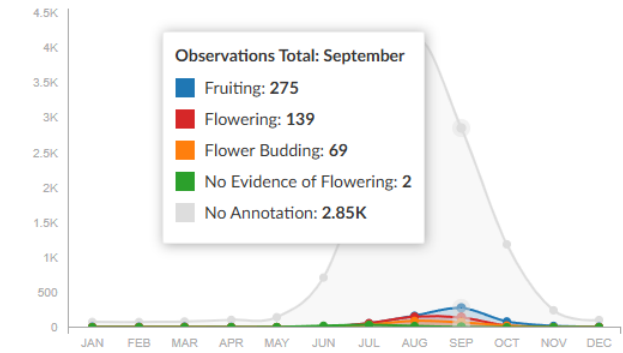 4.5K
4K
3.5K
3K
2.5K
2K
1.5K
1K
500
0
Observations Total: September
Fruiting: 275
Flowering: 139
Flower Budding: 69
No Evidence of Flowering: 2
No Annotation: 2.85K
JAN FEB MAR APR MAY JUN JUL AUG SEP OCT NOV DEC